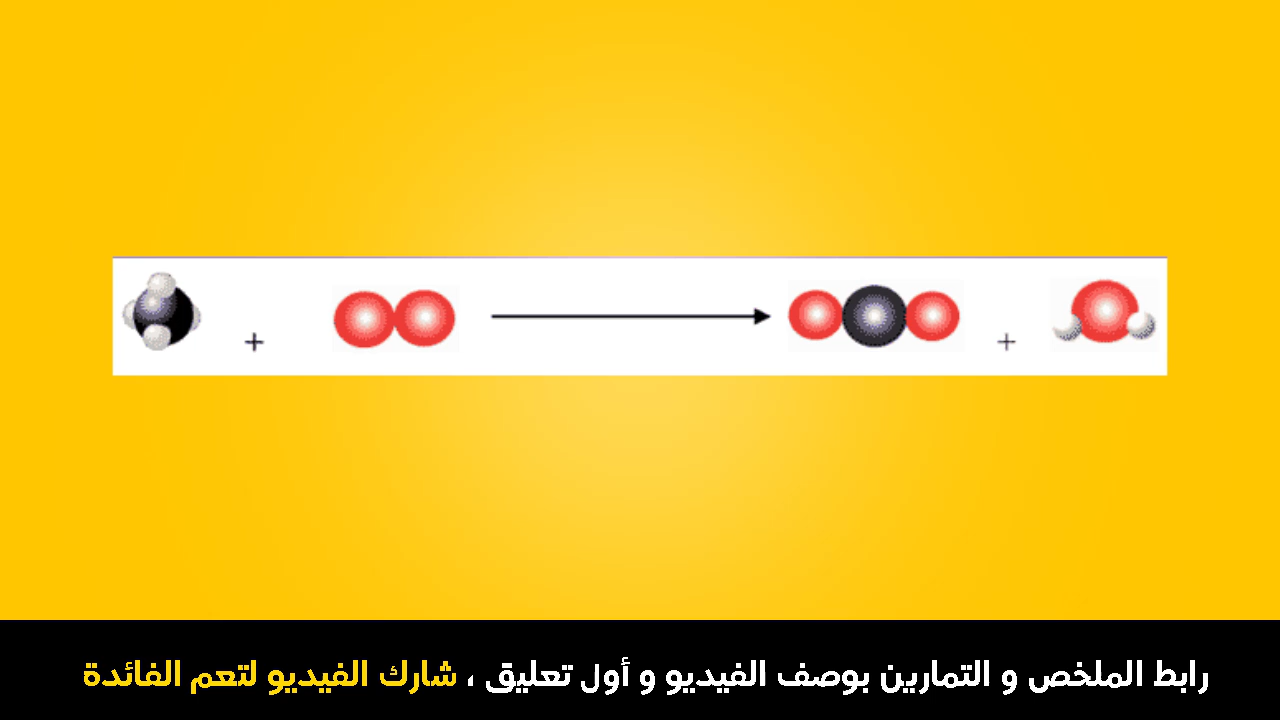 + +
رابط الملخص و التمارين بوصف الفيديو و أول تعليق ، شارك الفيديو لتعم الفائدة